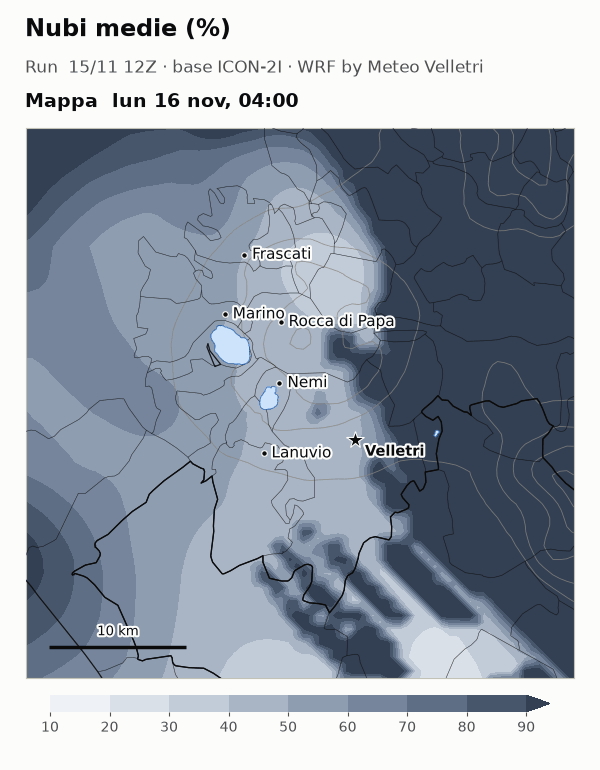 Nubi medie (%)
Run  15/11 12Z · base ICON-2I · WRF by Meteo Velletri
Mappa  lun 16 nov, 04:00
Frascati
Marino
Rocca di Papa
Nemi
Velletri
Lanuvio
10 km
10 20 30 40 50 60 70 80 90